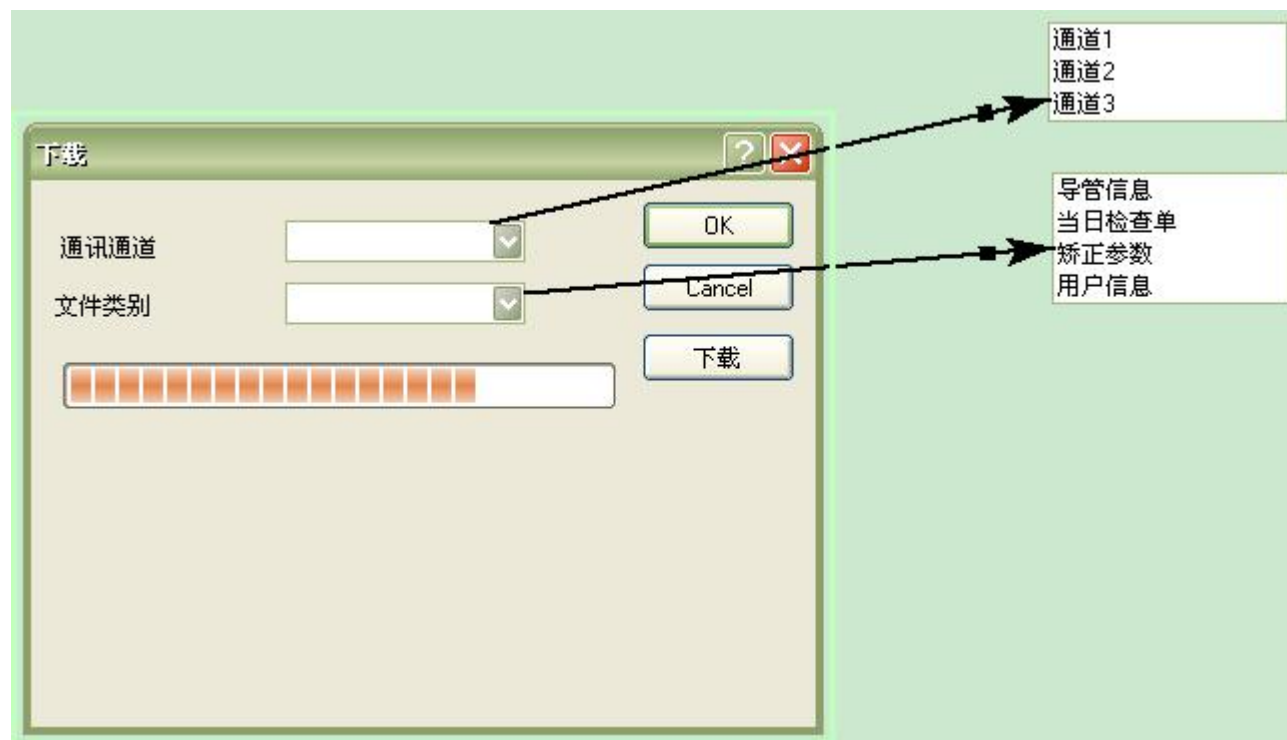 通道1
通道2
通道3
下载
导管信息
当日检查单
矫正参数
用户信息
通讯通道
OK
文件类别
Cancel
下载